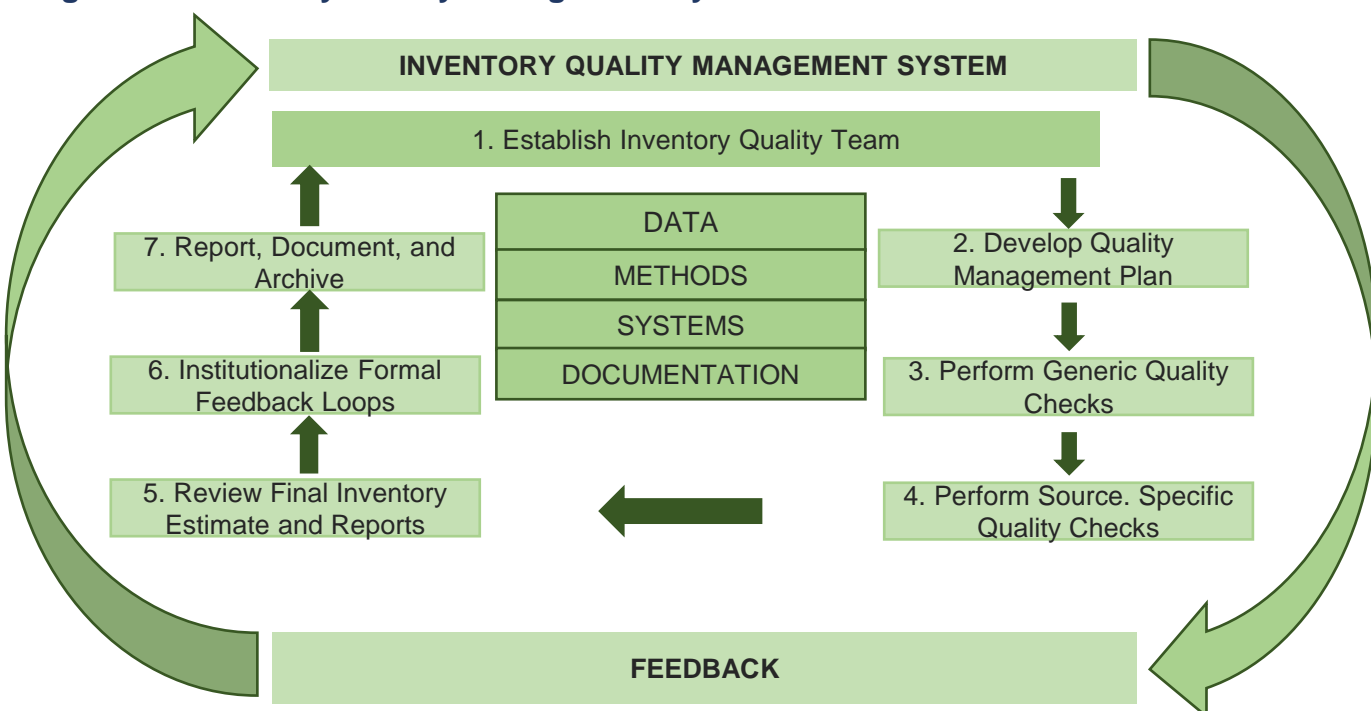 INVENTORY QUALITY MANAGEMENT SYSTEM
1. Establish Inventory Quality Team
DATA
METHODS
SYSTEMS
DOCUMENTATION
2. Develop Quality
Management Plan
3. Perform Generic Quality
Checks
4. Perform Source. Specific
Quality Checks
5. Review Final Inventory
Estimate and Reports
6. Institutionalize Formal
Feedback Loops
7. Report, Document, and
Archive
FEEDBACK